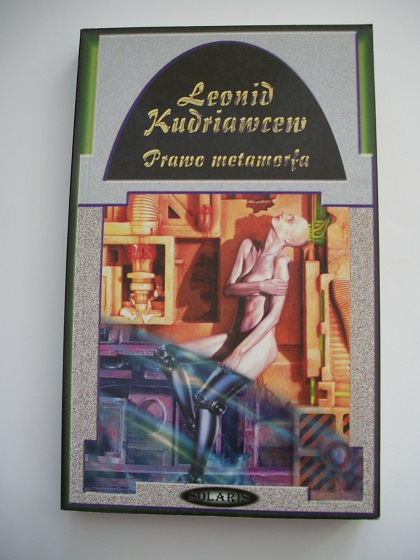 Leonid
Kudriawcew
Prawo metamorfa
SOLARIS